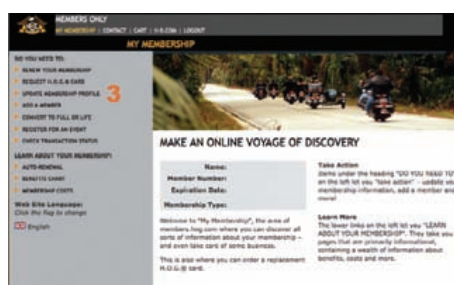 MEMBERS ONLY
MY MEMBERSHIP | CONTACT | CART | H-D.COM | LOGOUT
MY MEMBERSHIP
DO YOU NEED TO:
RENEW YOUR MEMBERSHIP
REQUEST H.O.G.® CARD
UPDATE MEMBERSHIP PROFILE
3
ADD A MEMBER
CONVERT TO FULL OR LIFE
REGISTER FOR AN EVENT
CHECK TRANSACTION STATUS
LEARN ABOUT YOUR MEMBERSHIP:
AUTO-RENEWAL
BENEFITS CHART
MEMBERSHIP COSTS
Web Site Language:
Click the flag to change
English
MAKE AN ONLINE VOYAGE OF DISCOVERY
Name:
Member Number:
Expiration Date:
Membership Type:
Welcome to "My Membership", the area of
members.hog.com where you can discover all
sorts of information about your membership –
and even take care of some business.
This is also where you can order a replacement
H.O.G.® card.
Take Action
Items under the heading "DO YOU NEED TO"
on the left let you "take action" - update your
membership information, add a member and
more!
Learn More
The lower links on the left let you "LEARN
ABOUT YOUR MEMBERSHIP". They take you
pages that are primarily informational,
containing a wealth of information about
benefits, costs and more.